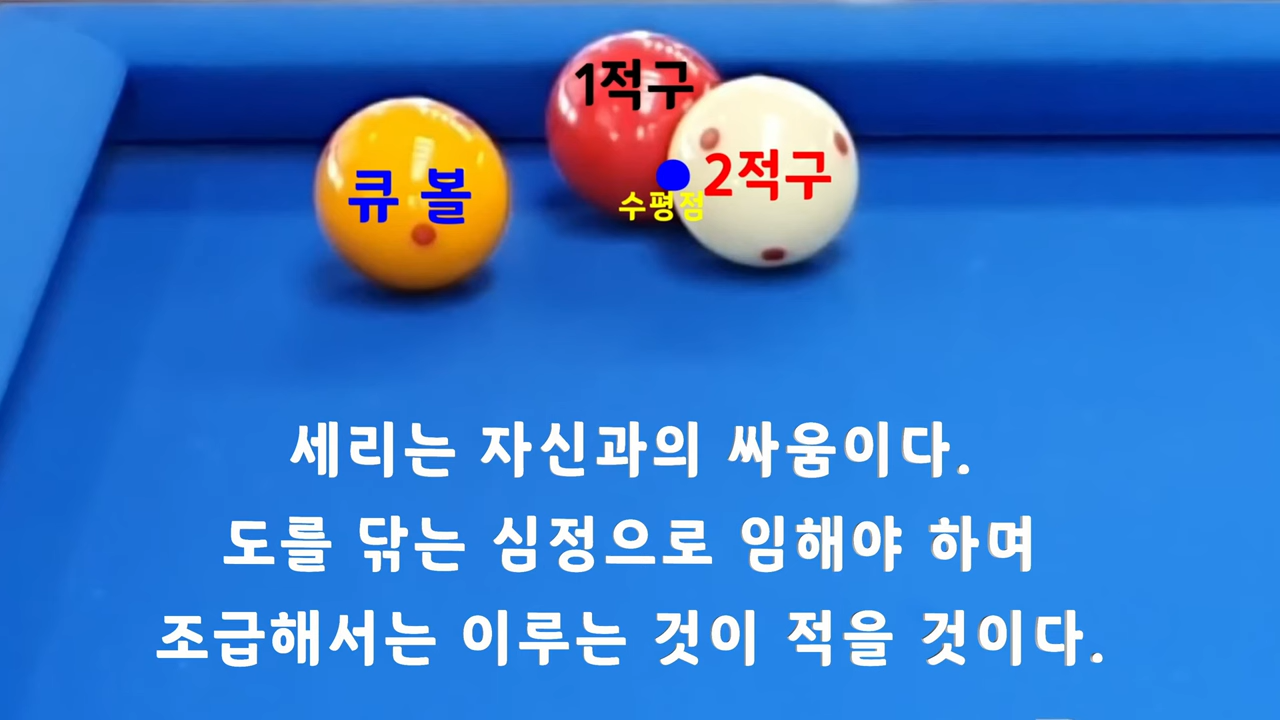 1적구
큐 볼
2적구
수평점
세리는 자신과의 싸움이다.
도를 닦는 심정으로 임해야 하며
조급해서는 이루는 것이 적을 것이다.